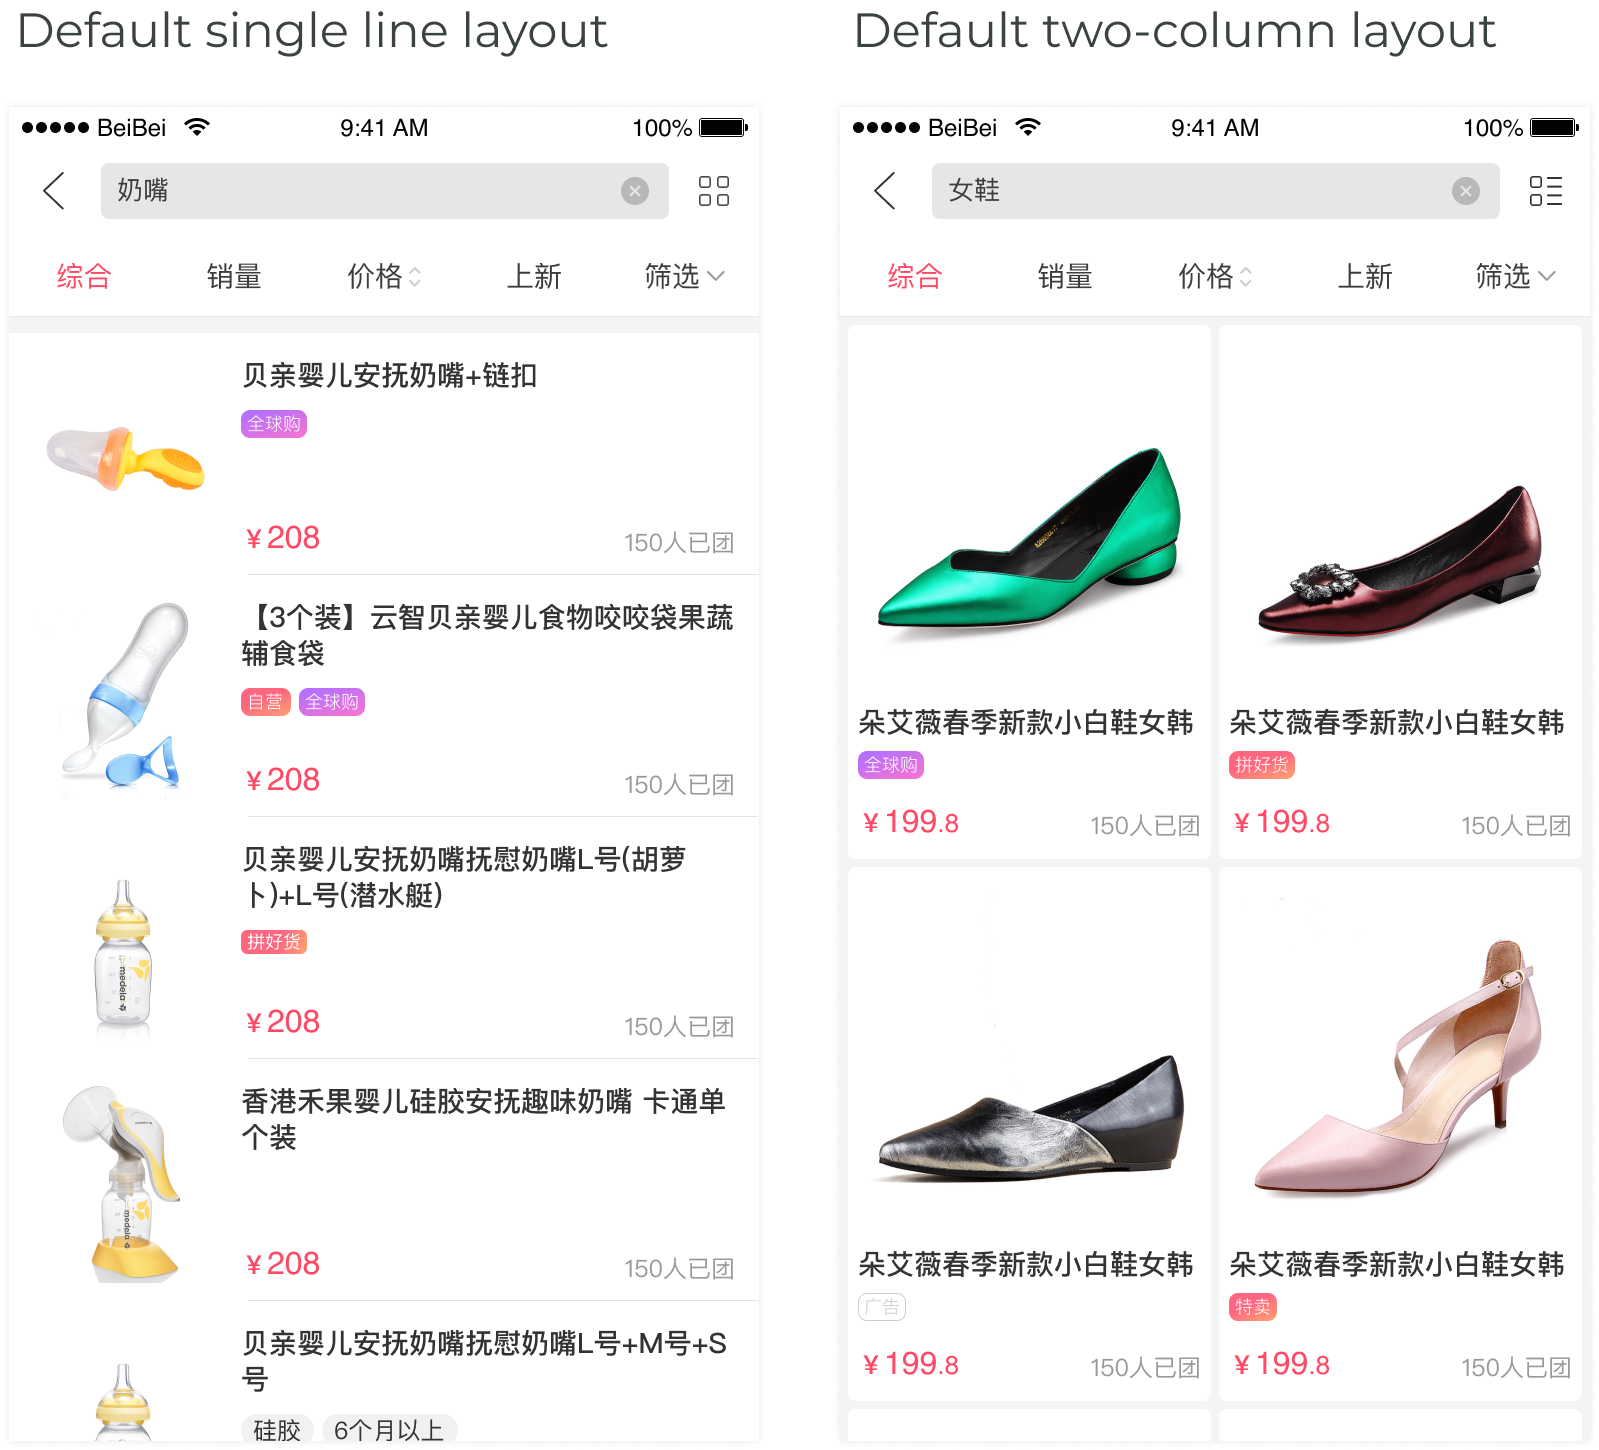 Default single line layout
BeiBei
9:41 AM
100%
奶嘴
综合
销量
价格
上新
筛选
贝亲婴儿安抚奶嘴+链扣
全球购
¥208
150人已团
【3个装】云智贝亲婴儿食物咬咬袋果蔬
辅食袋
自营
全球购
¥208
150人已团
贝亲婴儿安抚奶嘴抚慰奶嘴L号(胡萝
卜)+L号(潜水艇)
拼好货
¥208
150人已团
medela
香港禾果婴儿硅胶安抚趣味奶嘴 卡通单
个装
¥208
150人已团
medela
贝亲婴儿安抚奶嘴抚慰奶嘴L号+M号+S
号
硅胶
6个月以上
Default two-column layout
BeiBei
9:41 AM
100%
女鞋
综合
销量
价格
上新
筛选
朵艾薇春季新款小白鞋女韩
全球购
¥199.8
150人已团
朵艾薇春季新款小白鞋女韩
拼好货
¥199.8
150人已团
朵艾薇春季新款小白鞋女韩
广告
¥199.8
150人已团
朵艾薇春季新款小白鞋女韩
特卖
¥199.8
150人已团